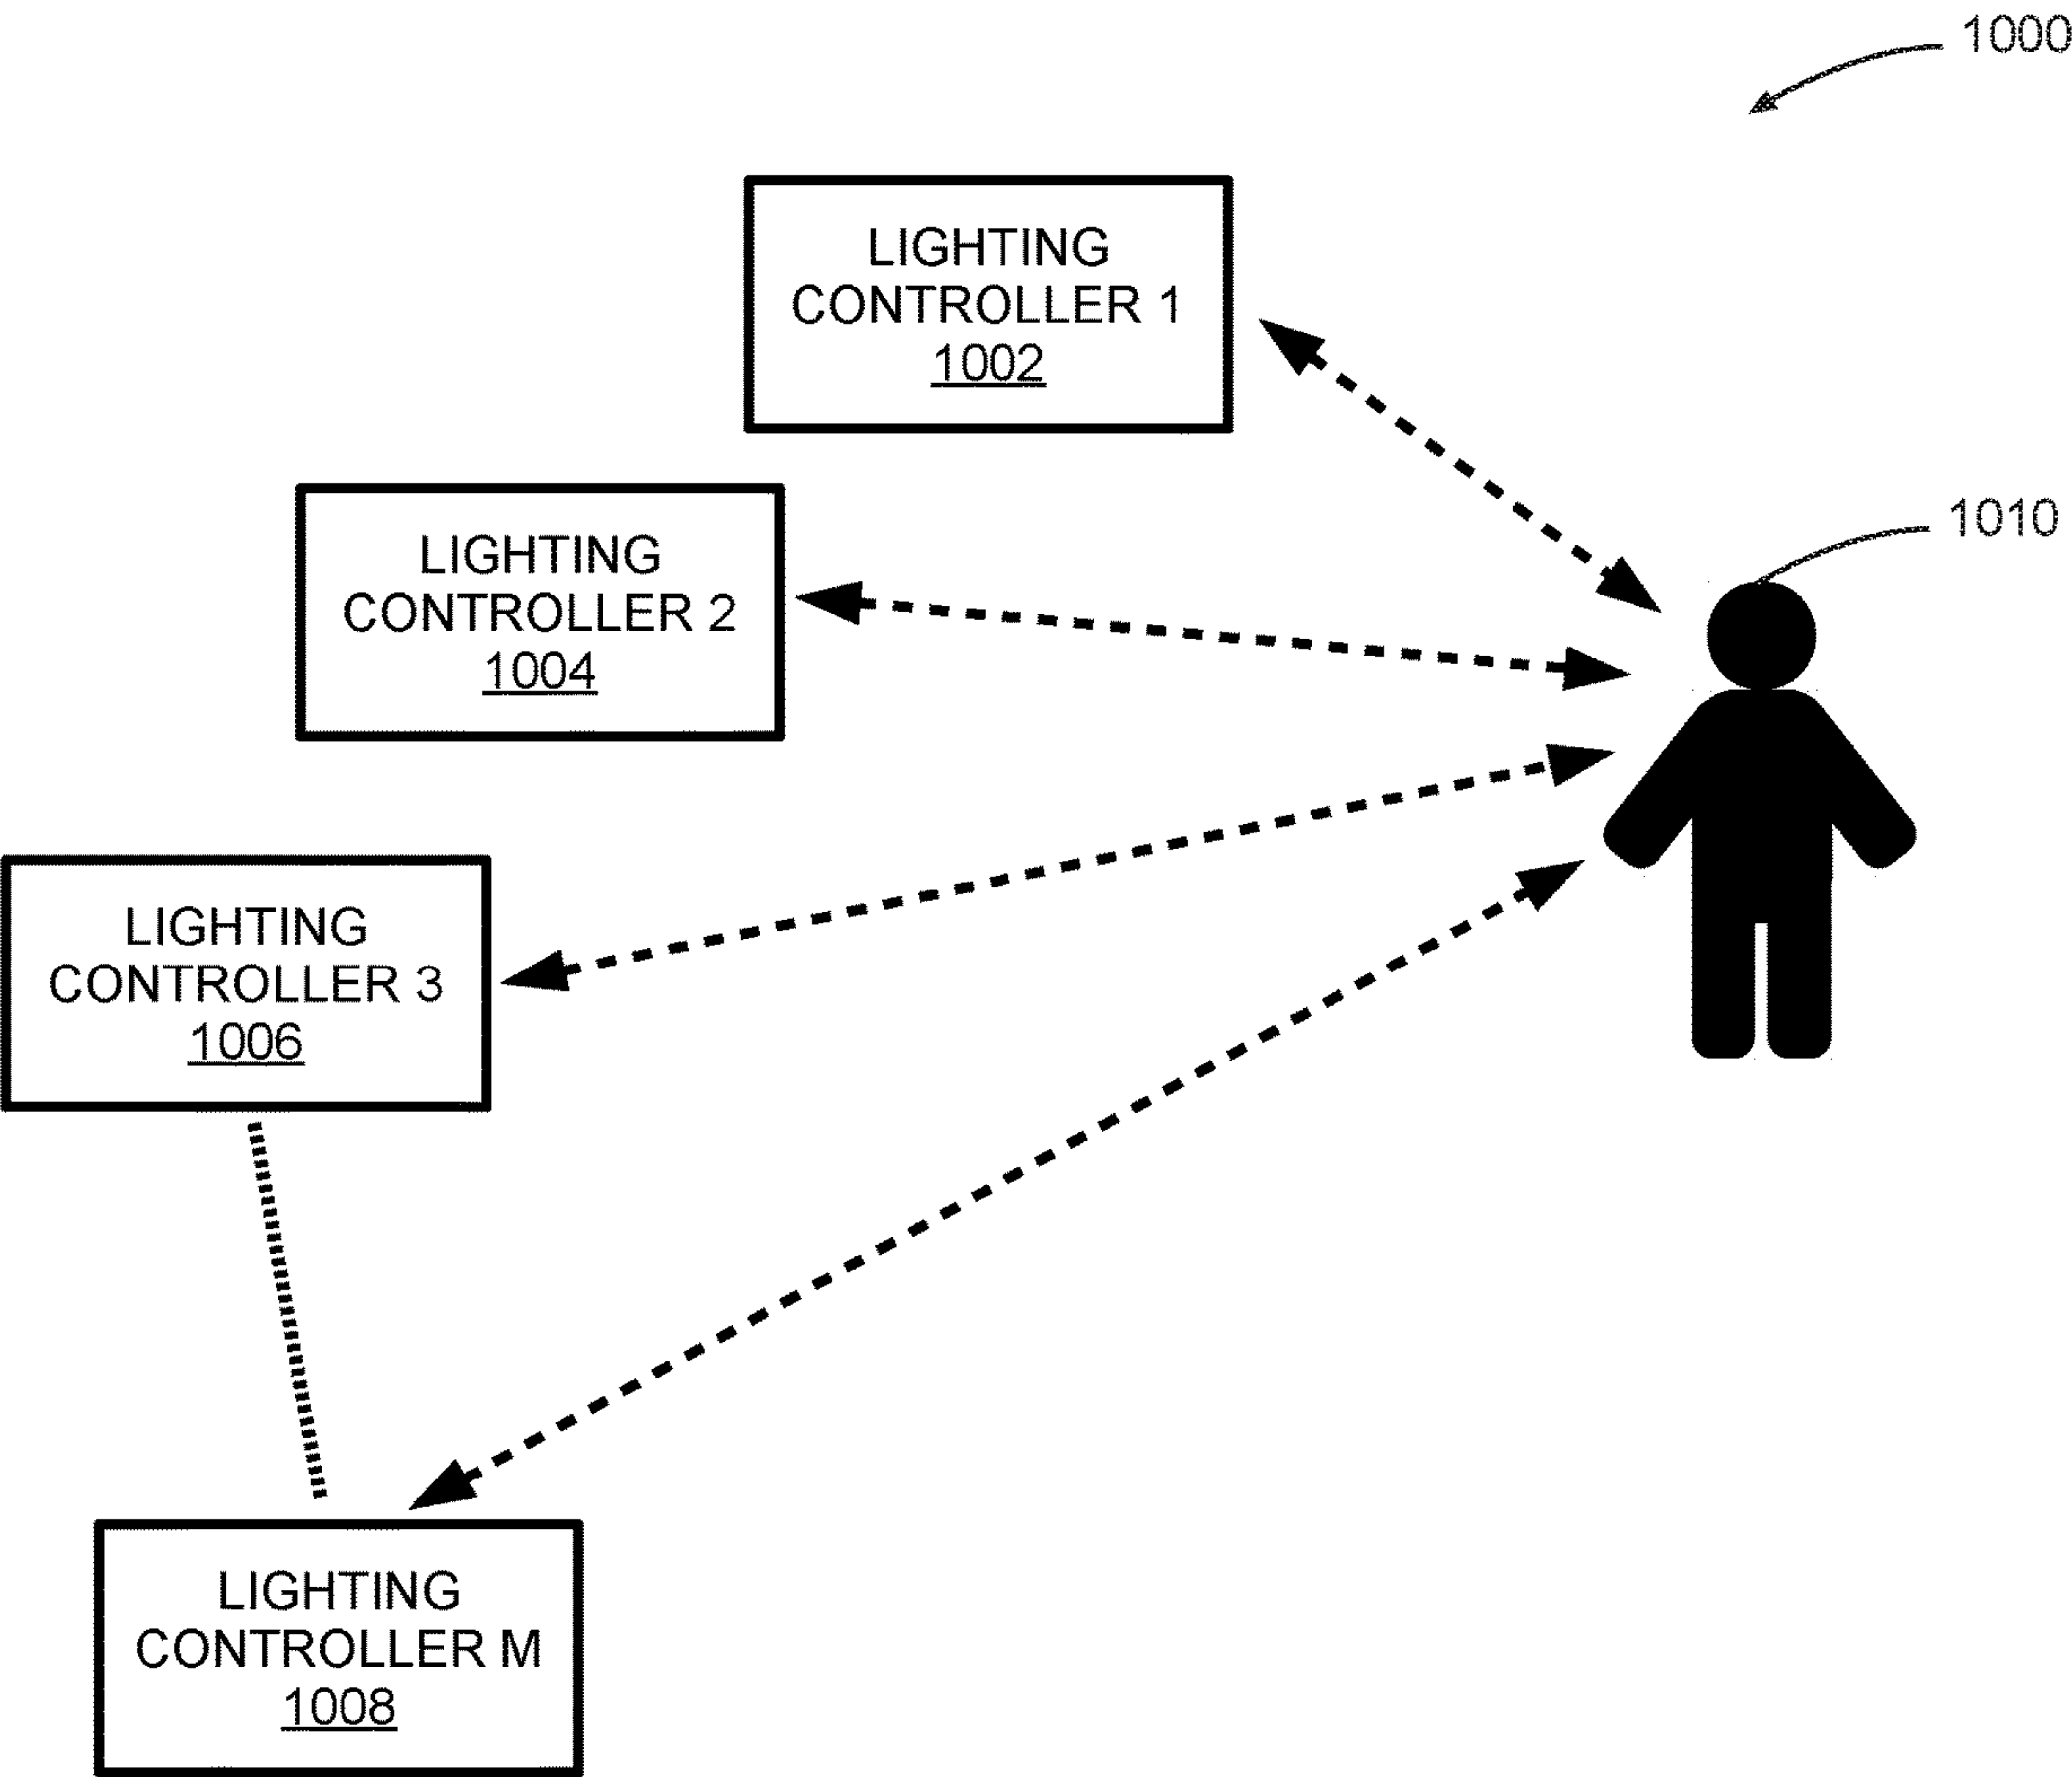 1000
LIGHTING
CONTROLLER 1
1002
LIGHTING
CONTROLLER 2
1004
1010
LIGHTING
CONTROLLER 3
1006
LIGHTING
CONTROLLER M
1008